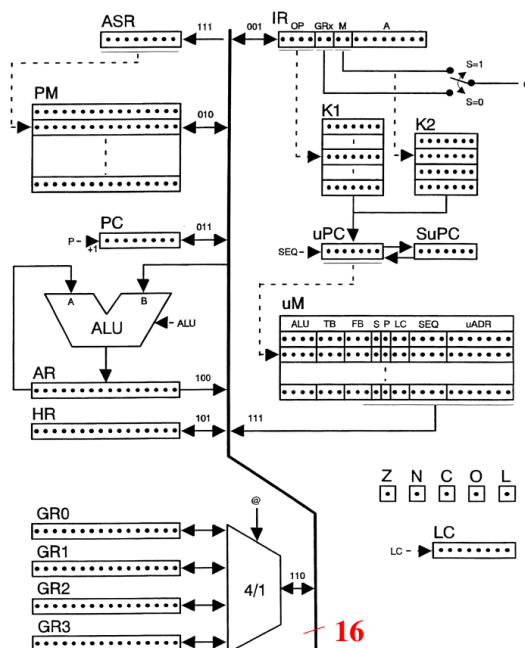 ASR
111
001
IR
OP
GRx
M
A
S=1
S=0
PM
010
K1
K2
PC
P
+1
011
uPC
SuPC
SEQ
A
B
ALU
ALU
uM
ALU TB FB S P LC SEQ uADR
AR
100
HR
101
111
Z N C O L
@
GR0
LC
LC
GR1
110
4/1
GR2
GR3
16